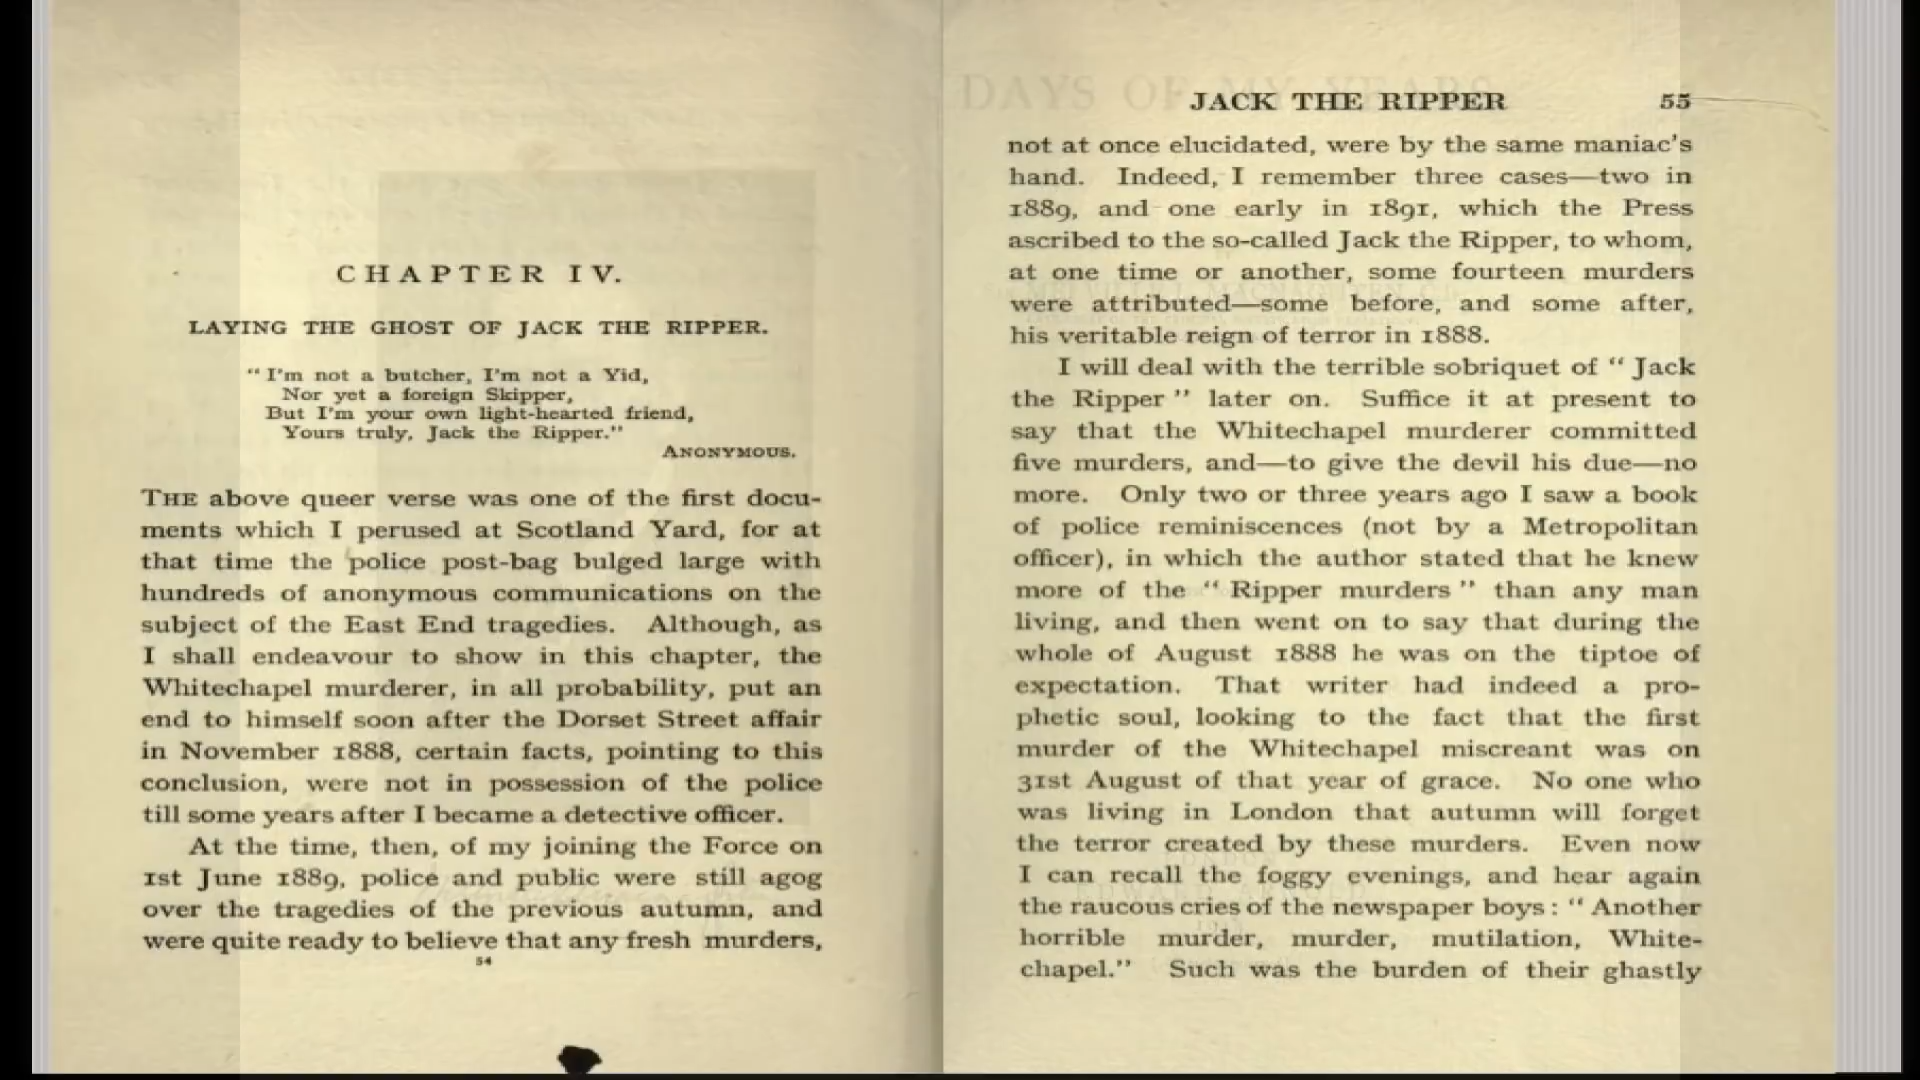 CHAPTER IV.
LAYING THE GHOST OF JACK THE RIPPER.
"I'm not a butcher, I'm not a Yid,
Nor yet a foreign Skipper,
But I'm your own light-hearted friend,
Yours truly, Jack the Ripper."
ANONYMOUS.
THE above queer verse was one of the first docu-
ments which I perused at Scotland Yard, for at
that time the police post-bag bulged large with
hundreds of anonymous communications on the
subject of the East End tragedies. Although, as
I shall endeavour to show in this chapter, the
Whitechapel murderer, in all probability, put an
end to himself soon after the Dorset Street affair
in November 1888, certain facts, pointing to this
conclusion, were not in possession of the police
till some years after I became a detective officer.
At the time, then, of my joining the Force on
1st June 1889, police and public were still agog
over the tragedies of the previous autumn, and
were quite ready to believe that any fresh murders,
54
DAYS OF MY YEARS
JACK THE RIPPER 55
not at once elucidated, were by the same maniac's
hand. Indeed, I remember three cases—two in
1889, and one early in 1891, which the Press
ascribed to the so-called Jack the Ripper, to whom,
at one time or another, some fourteen murders
were attributed—some before, and some after,
his veritable reign of terror in 1888.
I will deal with the terrible sobriquet of "Jack
the Ripper" later on. Suffice it at present to
say that the Whitechapel murderer committed
five murders, and—to give the devil his due—no
more. Only two or three years ago I saw a book
of police reminiscences (not by a Metropolitan
officer), in which the author stated that he knew
more of the "Ripper murders" than any man
living, and then went on to say that during the
whole of August 1888 he was on the tiptoe of
expectation. That writer had indeed a pro-
phetic soul, looking to the fact that the first
murder of the Whitechapel miscreant was on
31st August of that year of grace. No one who
was living in London that autumn will forget
the terror created by these murders. Even now
I can recall the foggy evenings, and hear again
the raucous cries of the newspaper boys: "Another
horrible murder, murder, mutilation, White-
chapel." Such was the burden of their ghastly